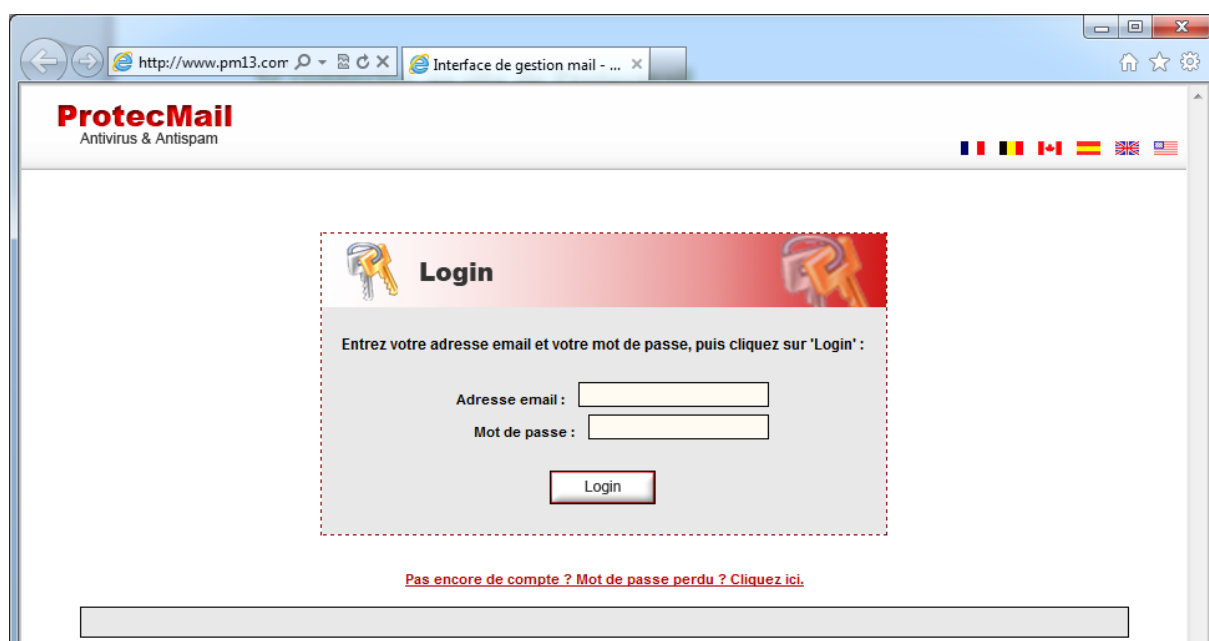 http://www.pm13.com
Interface de gestion mail - ...
ProtecMail
Antivirus & Antispam
Login
Entrez votre adresse email et votre mot de passe, puis cliquez sur 'Login' :
Adresse email :
Mot de passe :
Login
Pas encore de compte ? Mot de passe perdu ? Cliquez ici.